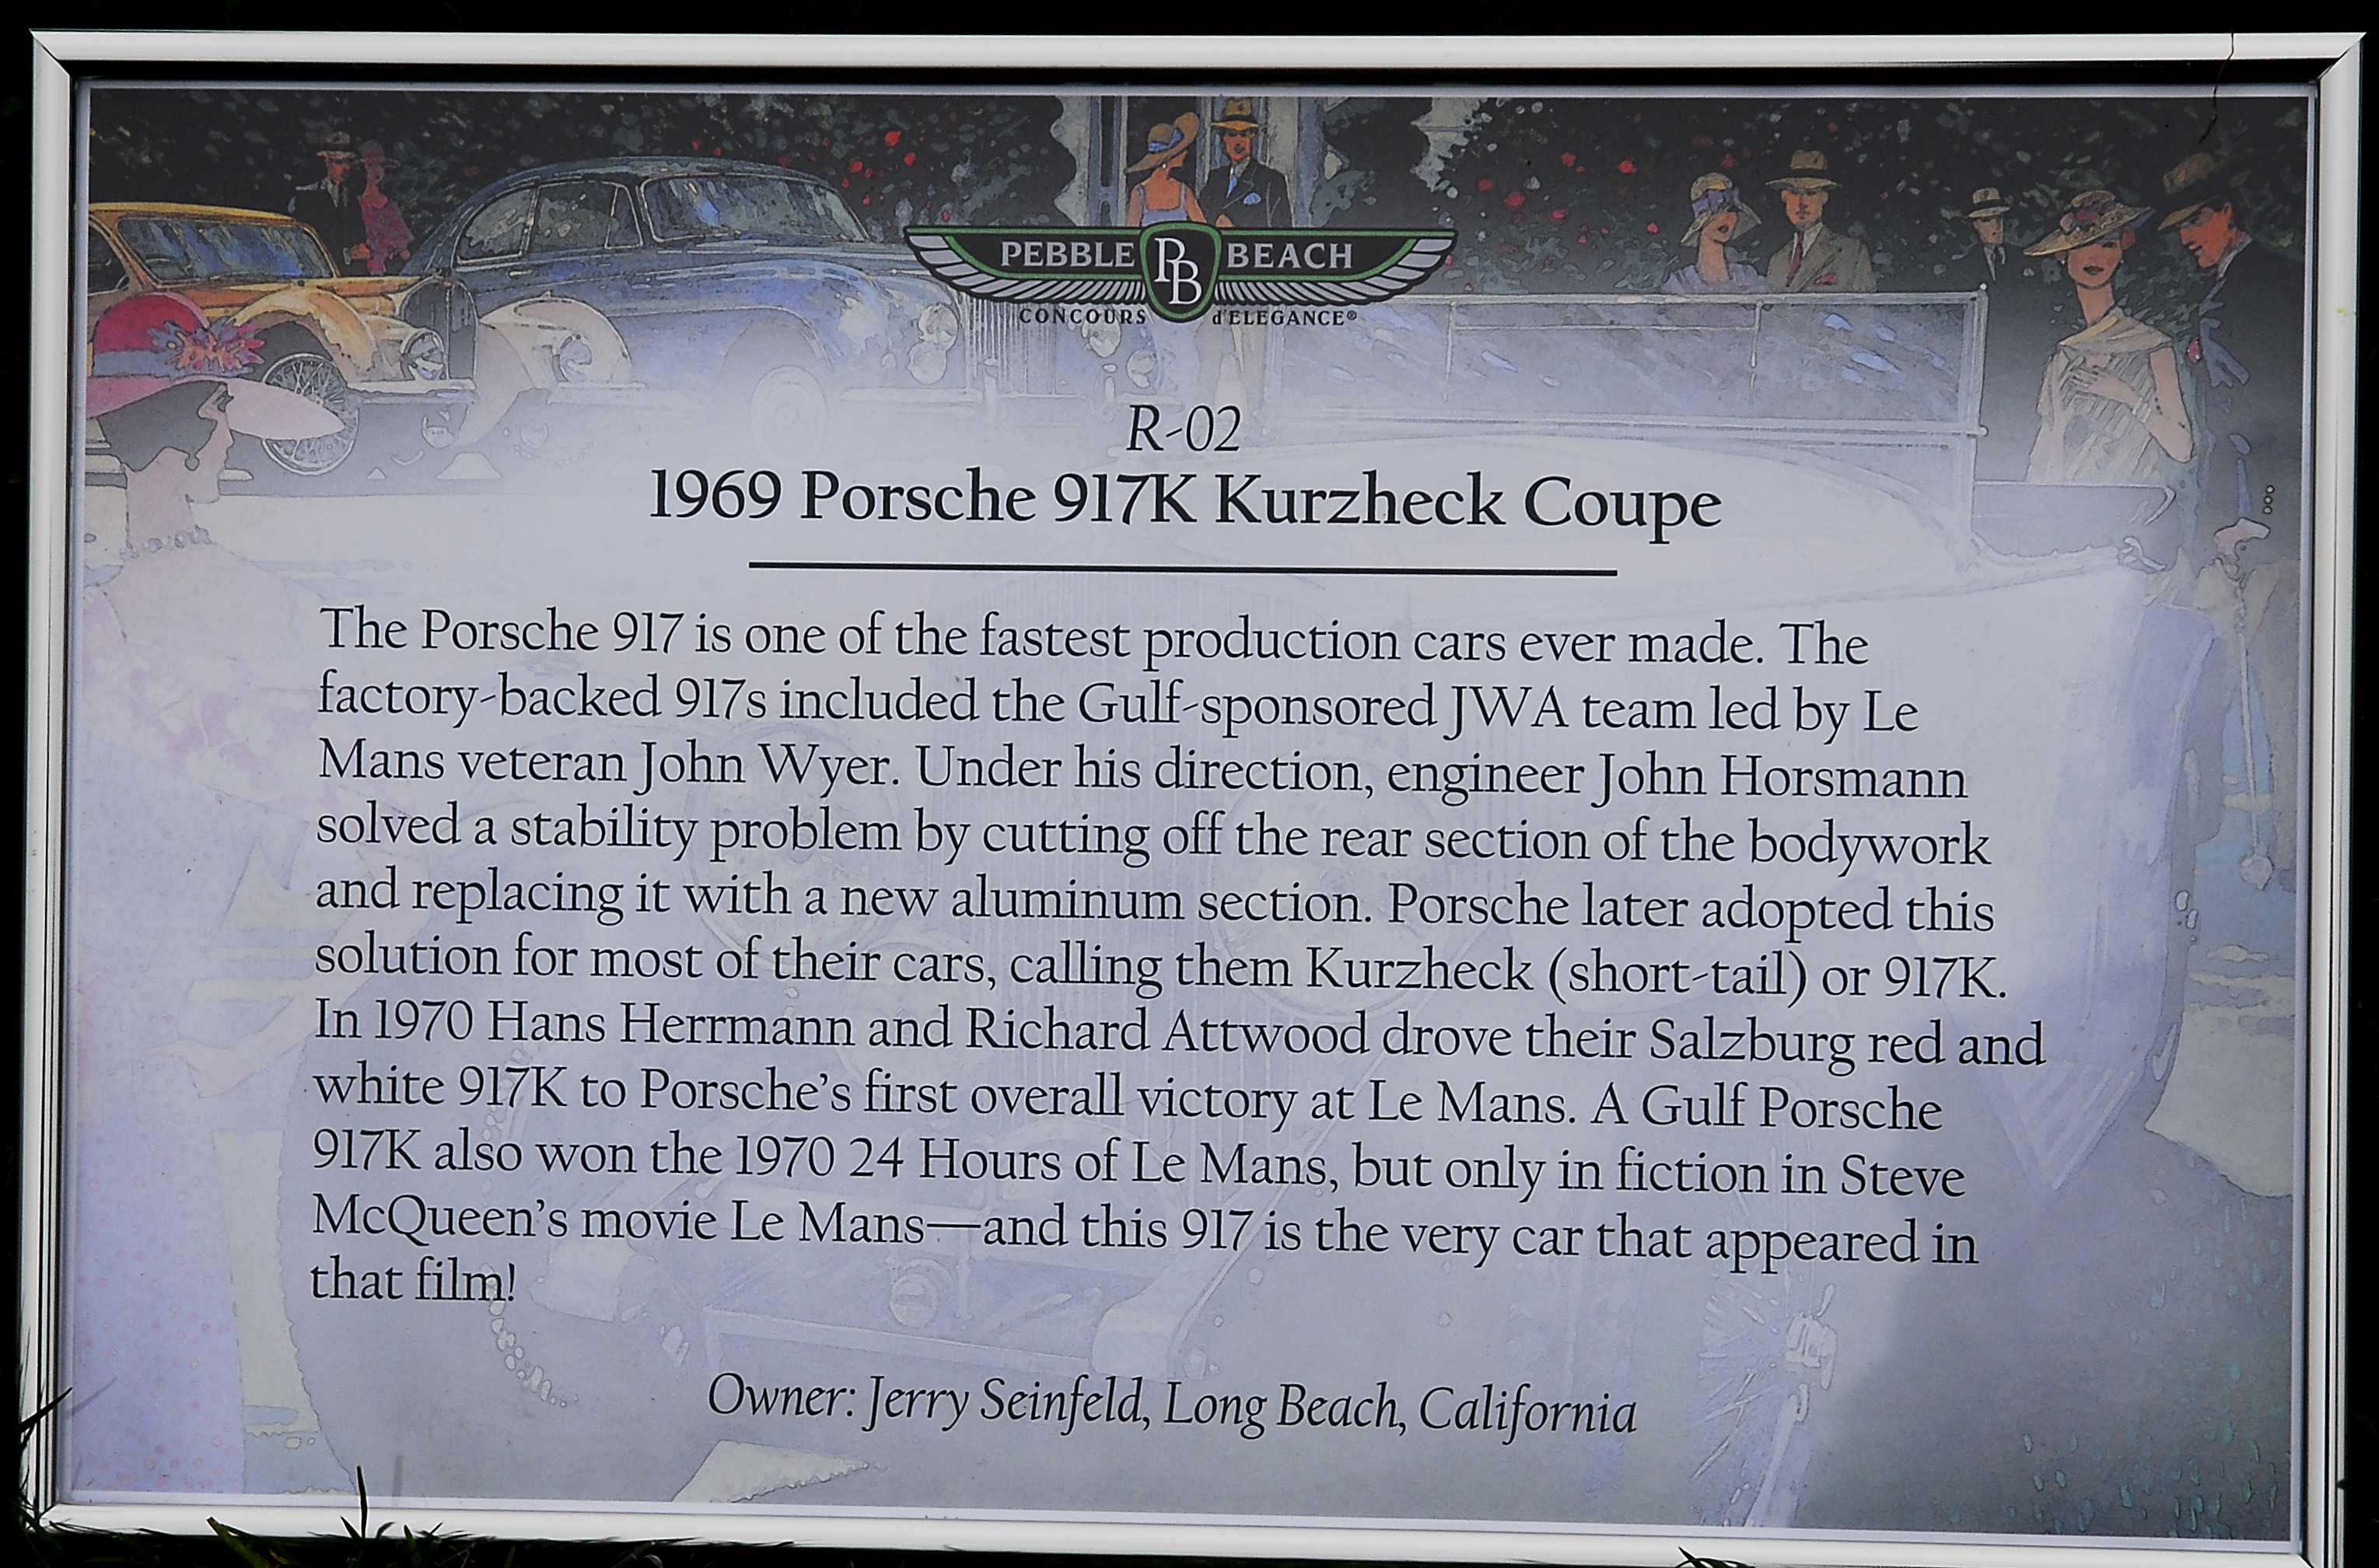 PEBBLE PB BEACH
CONCOURS d'ELEGANCE®
R-02
1969 Porsche 917K Kurzheck Coupe
The Porsche 917 is one of the fastest production cars ever made. The
factory-backed 917s included the Gulf-sponsored JWA team led by Le
Mans veteran John Wyer. Under his direction, engineer John Horsmann
solved a stability problem by cutting off the rear section of the bodywork
and replacing it with a new aluminum section. Porsche later adopted this
solution for most of their cars, calling them Kurzheck (short-tail) or 917K.
In 1970 Hans Herrmann and Richard Attwood drove their Salzburg red and
white 917K to Porsche's first overall victory at Le Mans. A Gulf Porsche
917K also won the 1970 24 Hours of Le Mans, but only in fiction in Steve
McQueen's movie Le Mans—and this 917 is the very car that appeared in
that film!
Owner: Jerry Seinfeld, Long Beach, California